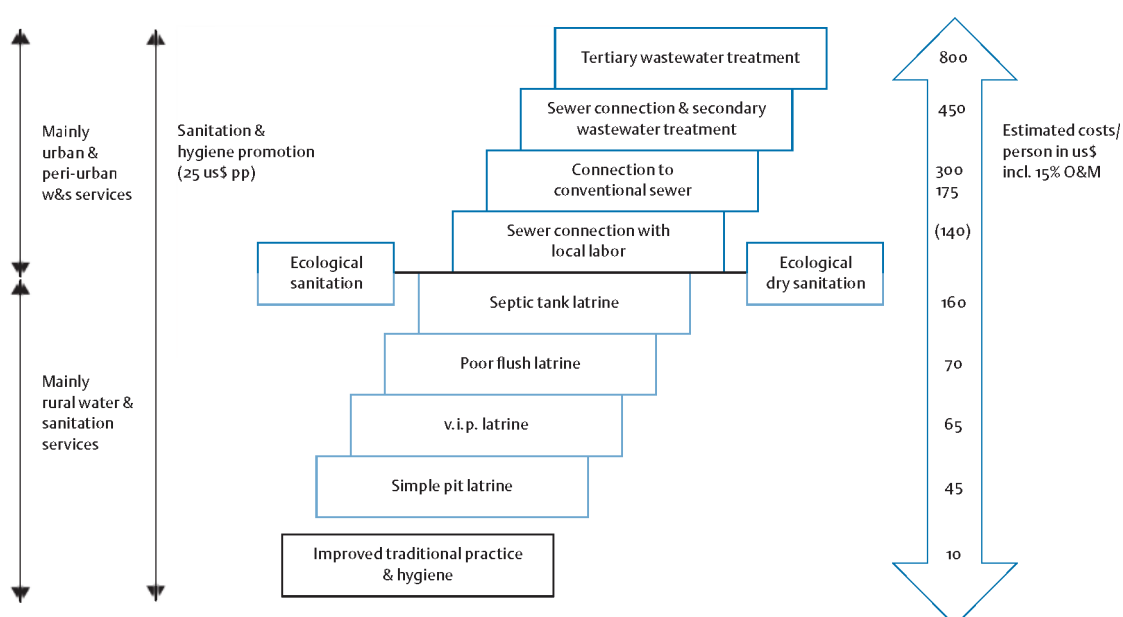 Mainly
urban &
peri-urban
w&s services
Mainly
rural water &
sanitation
services
Sanitation &
hygiene promotion
(25 us$ pp)
Tertiary wastewater treatment
Sewer connection & secondary
wastewater treatment
Connection to
conventional sewer
Sewer connection with
local labor
Ecological
sanitation
Ecological
dry sanitation
Septic tank latrine
Poor flush latrine
v.i.p. latrine
Simple pit latrine
Improved traditional practice
& hygiene
800
450
300
175
(140)
160
70
65
45
10
Estimated costs/
person in us$
incl. 15% O&M